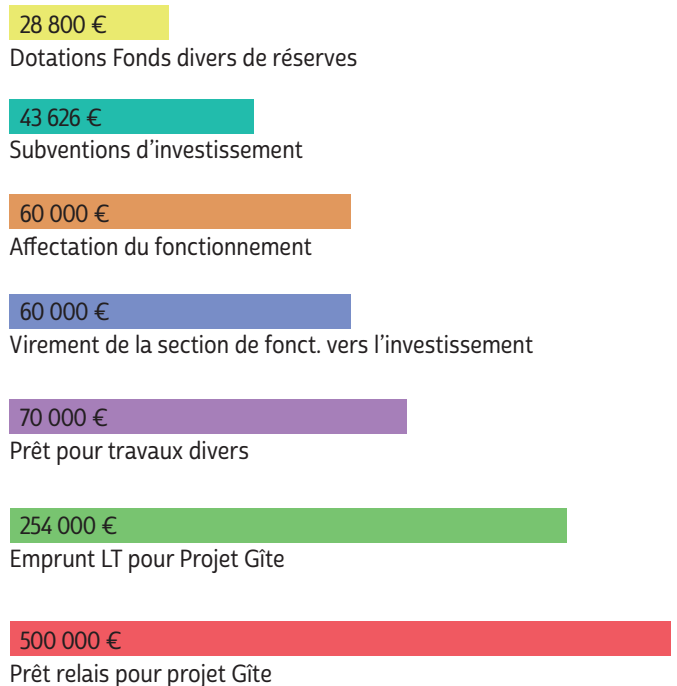 28 800 €
Dotations Fonds divers de réserves
43 626 €
Subventions d’investissement
60 000 €
Affectation du fonctionnement
60 000 €
Virement de la section de fonct. vers l’investissement
70 000 €
Prêt pour travaux divers
254 000 €
Emprunt LT pour Projet Gîte
500 000 €
Prêt relais pour projet Gîte